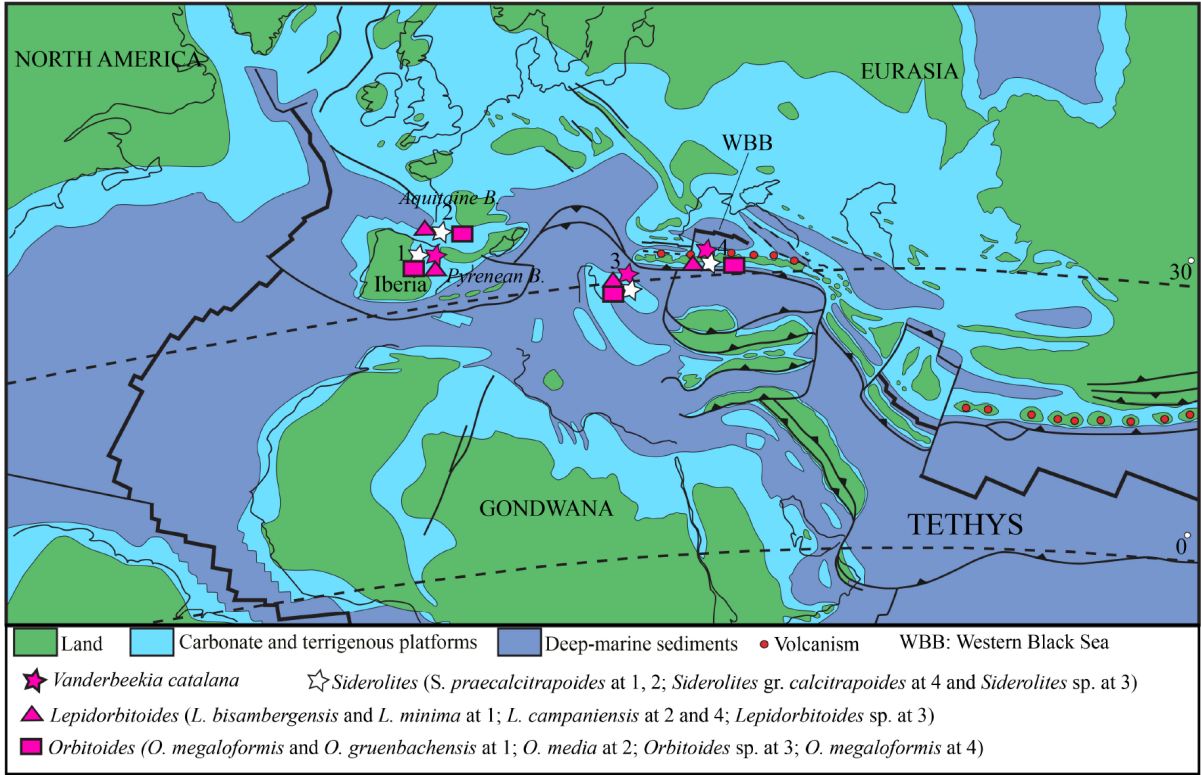 NORTH AMERICA
EURASIA
WBB
Aquitaine B.
2
1
4
3
Iberia
Pyrenean B.
30
GONDWANA
TETHYS
0
Land
Carbonate and terrigenous platforms
Deep-marine sediments
Volcanism
WBB: Western Black Sea
Vanderbeekia catalana
Siderolites (S. praecalcitrapoides at 1, 2; Siderolites gr. calcitrapoides at 4 and Siderolites sp. at 3)
Lepidorbitoides (L. bisambergensis and L. minima at 1; L. campaniensis at 2 and 4; Lepidorbitoides sp. at 3)
Orbitoides (O. megaloformis and O. gruenbachensis at 1; O. media at 2; Orbitoides sp. at 3; O. megaloformis at 4)